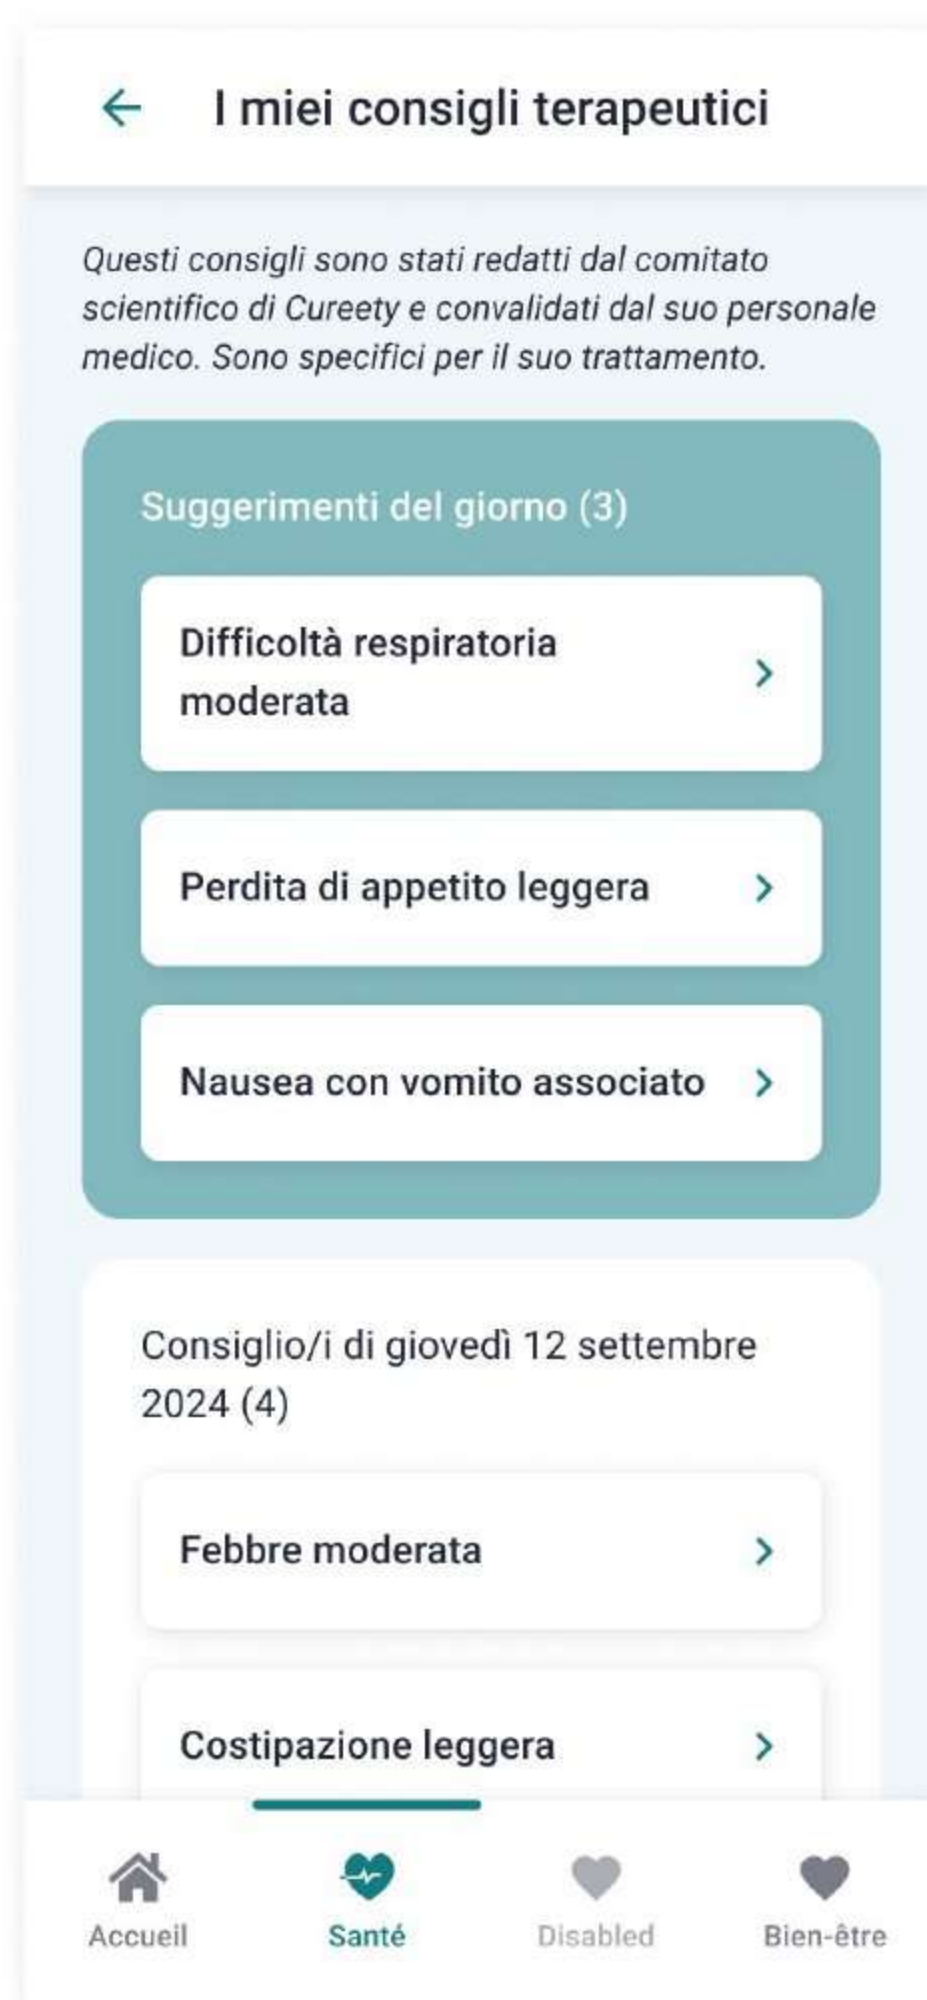 I miei consigli terapeutici
Questi consigli sono stati redatti dal comitato
scientifico di Cureety e convalidati dal suo personale
medico. Sono specifici per il suo trattamento.
Suggerimenti del giorno (3)
Difficoltà respiratoria
moderata
Perdita di appetito leggera
Nausea con vomito associato
Consiglio/i di giovedì 12 settembre
2024 (4)
Febbre moderata
Costipazione leggera
Accueil
Santé
Disabled
Bien-être